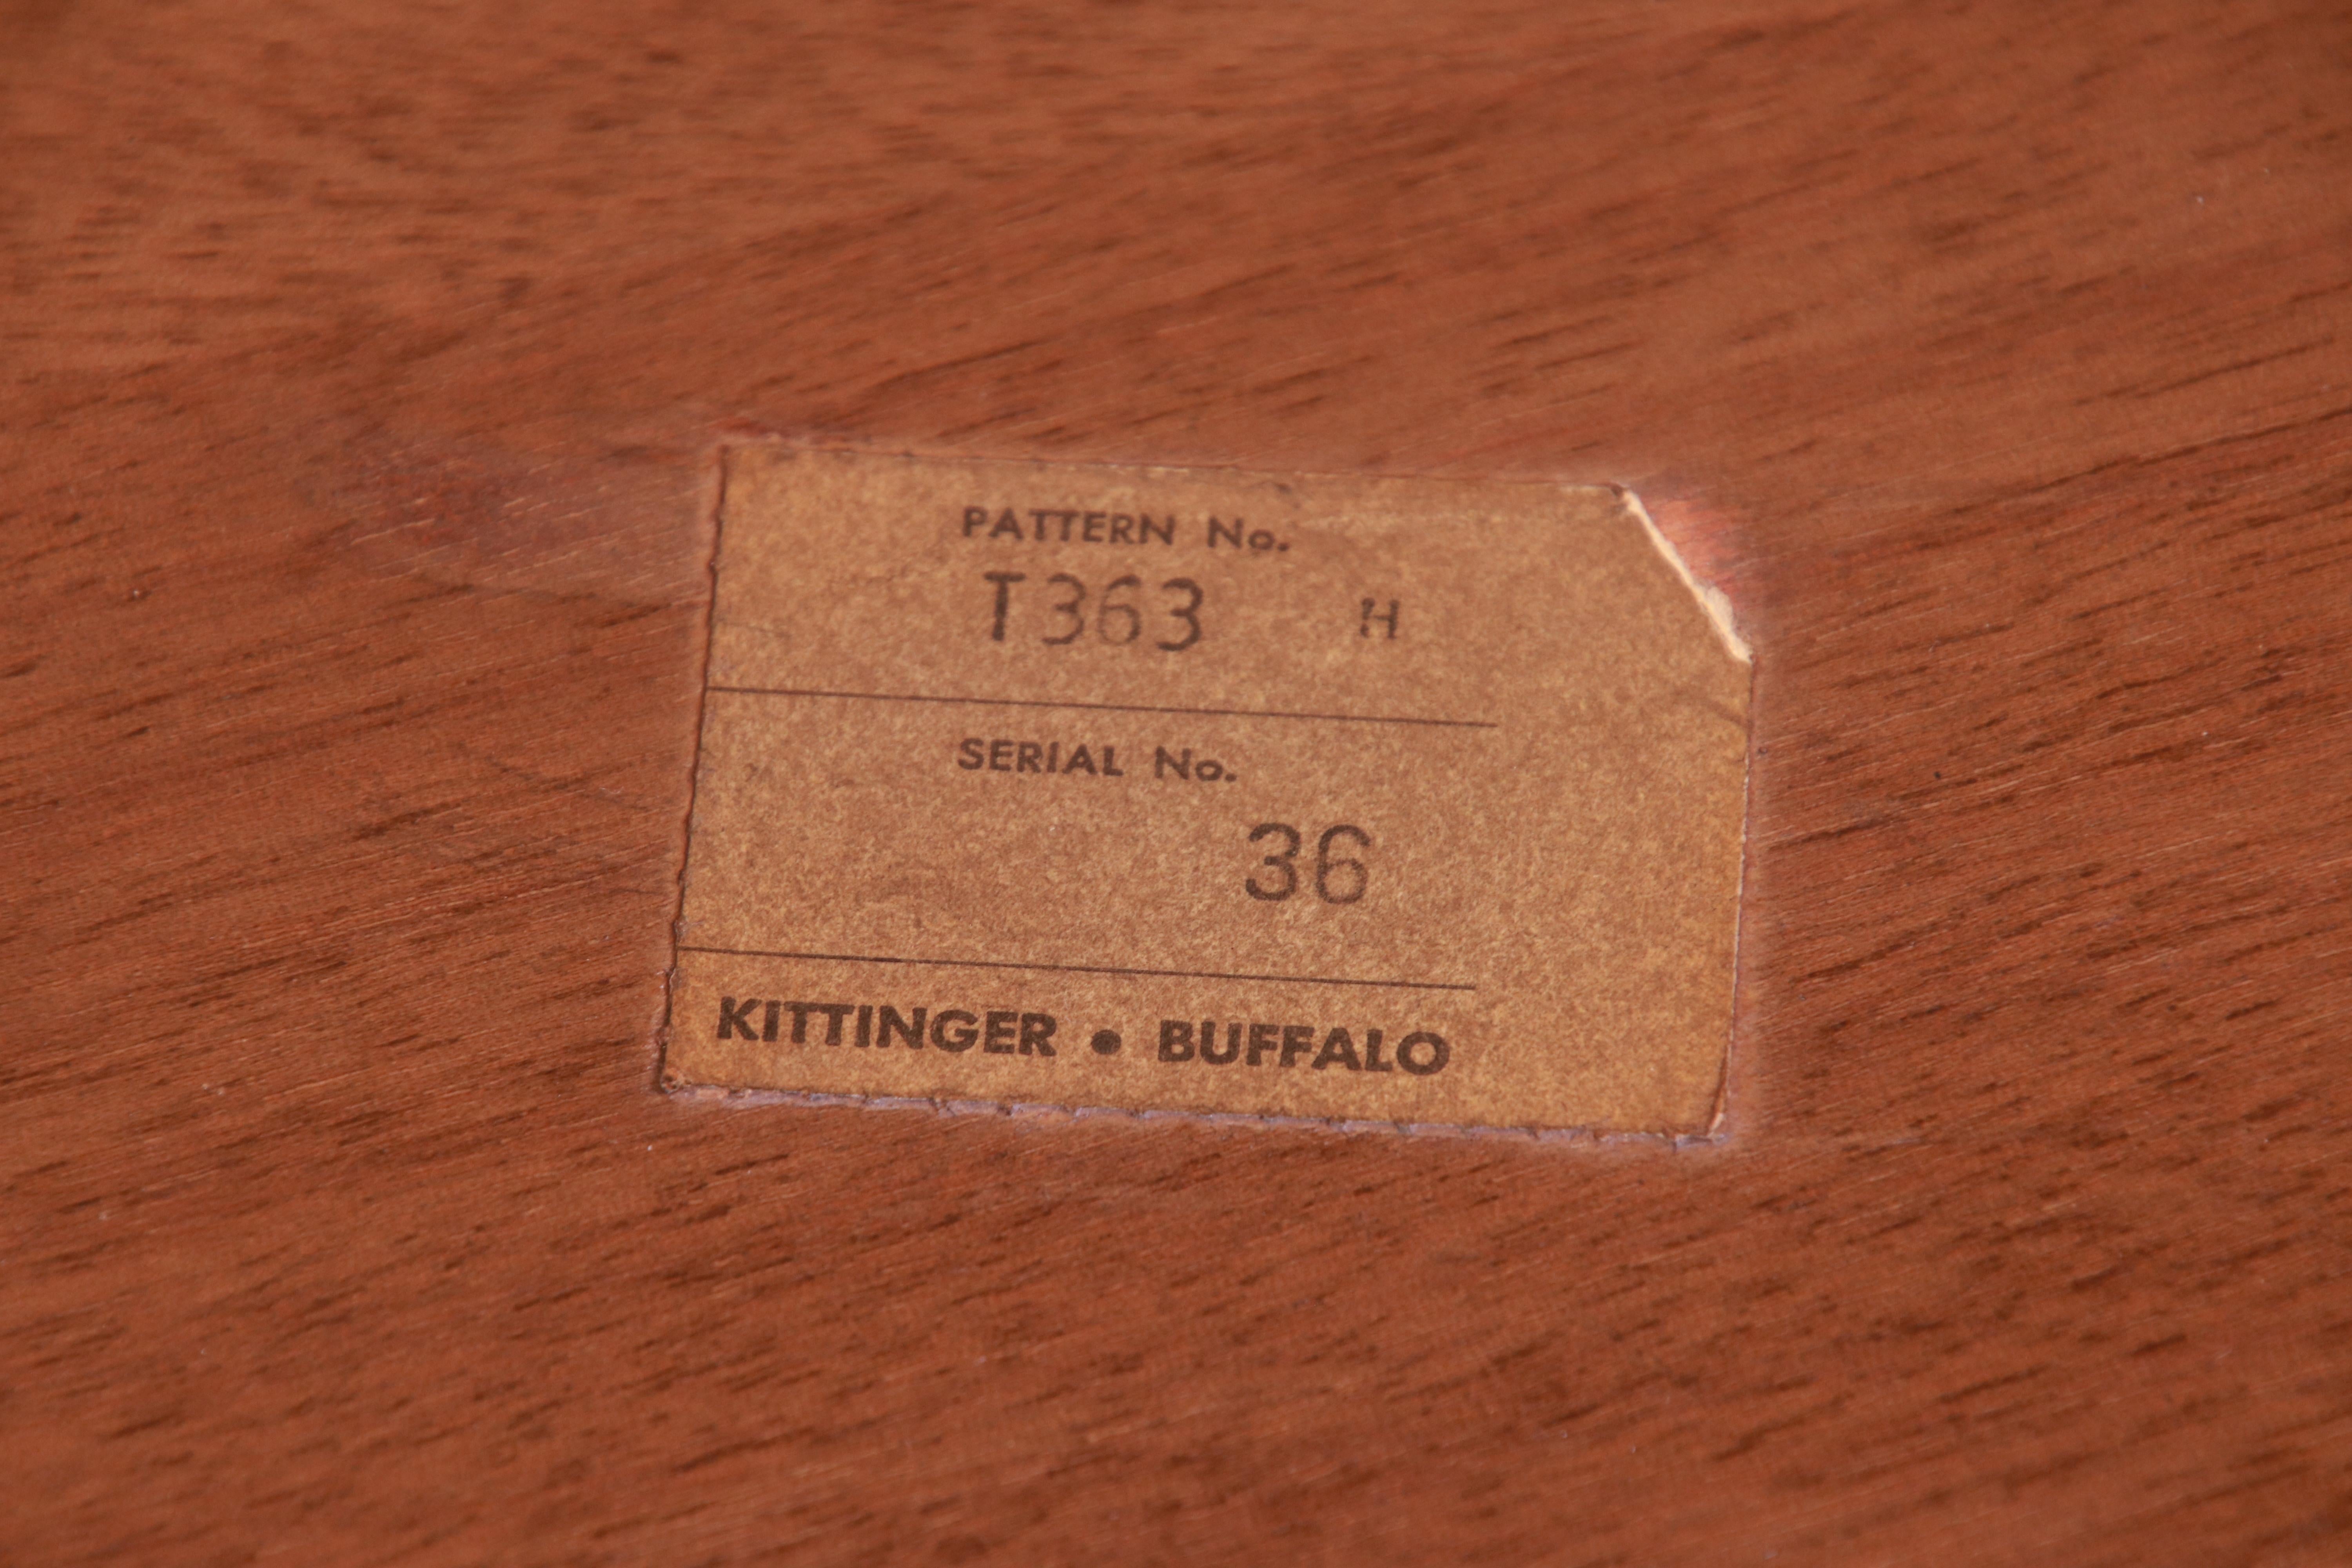 PATTERN No.
T363 H
SERIAL No.
36
KITTINGER • BUFFALO